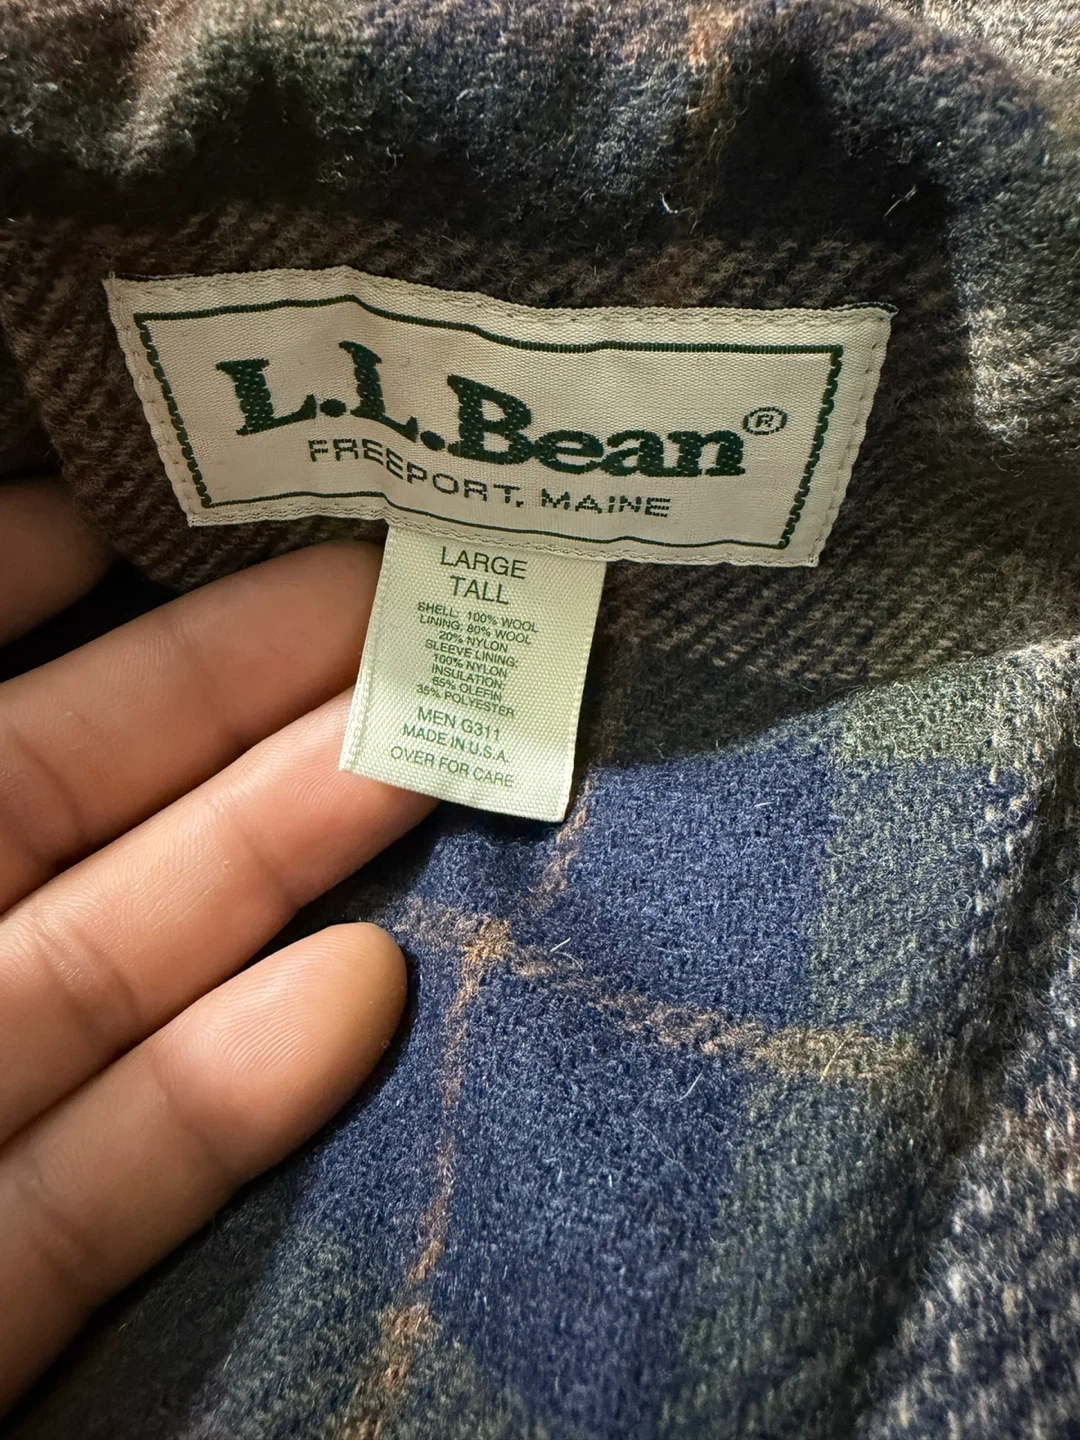 L.L.Bean®
FREEPORT, MAINE
LARGE
TALL
SHELL: 100% WOOL
LINING: 80% WOOL
20% NYLON
SLEEVE LINING:
100% NYLON
INSULATION:
65% OLEFIN
35% POLYESTER
MEN G311
MADE IN U.S.A.
OVER FOR CARE